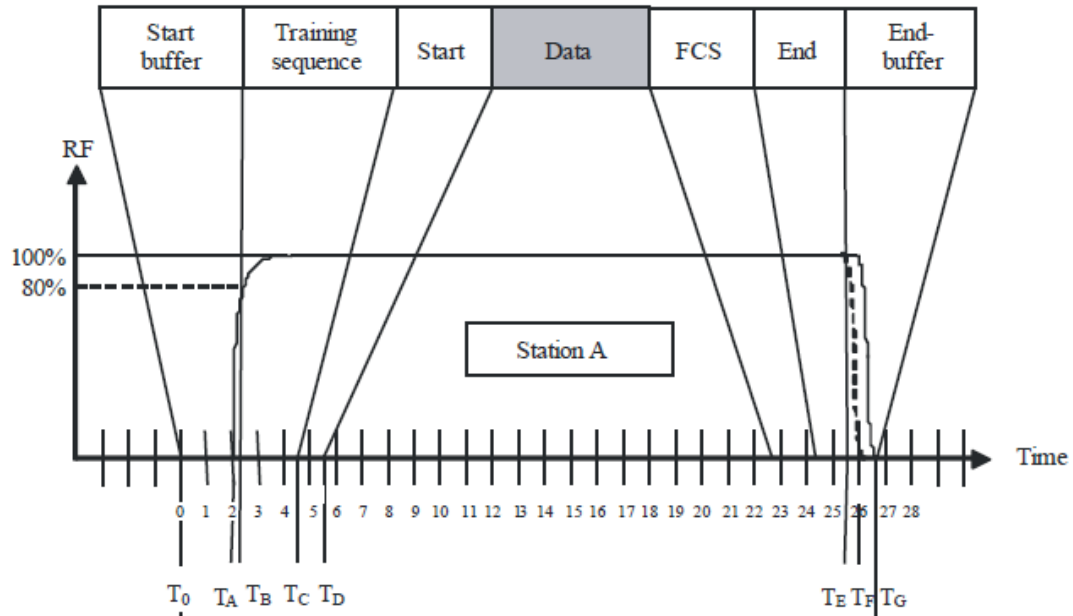 Start
buffer
Training
sequence
Start
Data
FCS
End
End-
buffer
RF
100%
80%
Station A
Time
0 1 2 3 4 5 6 7 8 9 10 11 12 13 14 15 16 17 18 19 20 21 22 23 24 25 26 27 28
T0 TA TB TC TD TE TF TG